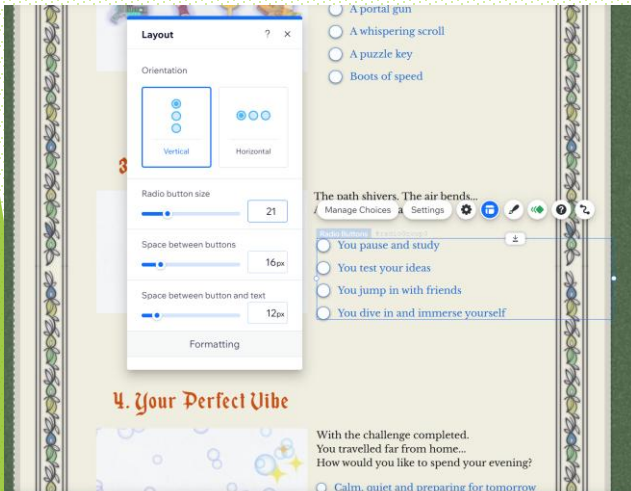 A portal gun
A whispering scroll
A puzzle key
Boots of speed
Layout
?
Orientation
Vertical
Horizontal
Radio button size
21
Space between buttons
16px
Space between button and text
12px
Formatting
3
The path shivers. The air bends...
Manage Choices
Settings
Radio Buttons
You pause and study
You test your ideas
You jump in with friends
You dive in and immerse yourself
4. Your Perfect Vibe
With the challenge completed.
You travelled far from home...
How would you like to spend your evening?
Calm, quiet and preparing for tomorrow